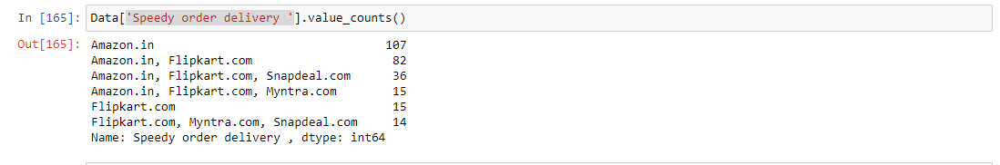 In [165]: Data['Speedy order delivery '].value_counts()
Out[165]: Amazon.in 107
Amazon.in, Flipkart.com 82
Amazon.in, Flipkart.com, Snapdeal.com 36
Amazon.in, Flipkart.com, Myntra.com 15
Flipkart.com 15
Flipkart.com, Myntra.com, Snapdeal.com 14
Name: Speedy order delivery , dtype: int64